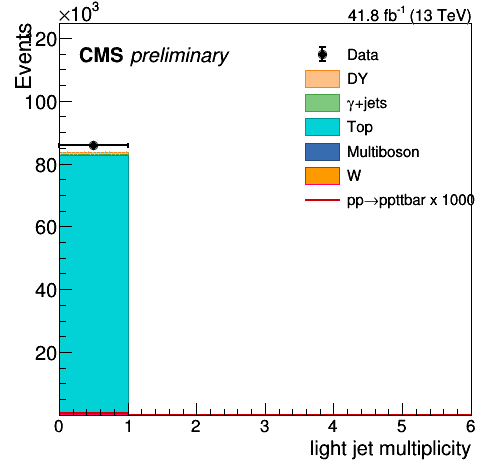 ×10³
41.8 fb⁻¹ (13 TeV)
Events
CMS preliminary
Data
DY
γ+jets
Top
Multiboson
W
pp→ppttbar x 1000
120
100
80
60
40
20
0 1 2 3 4 5 6
light jet multiplicity